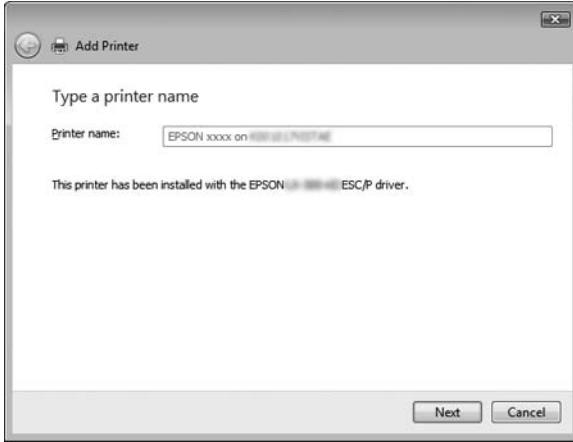 Add Printer
Type a printer name
Printer name: EPSON xxxx on
This printer has been installed with the EPSON ESC/P driver.
Next Cancel